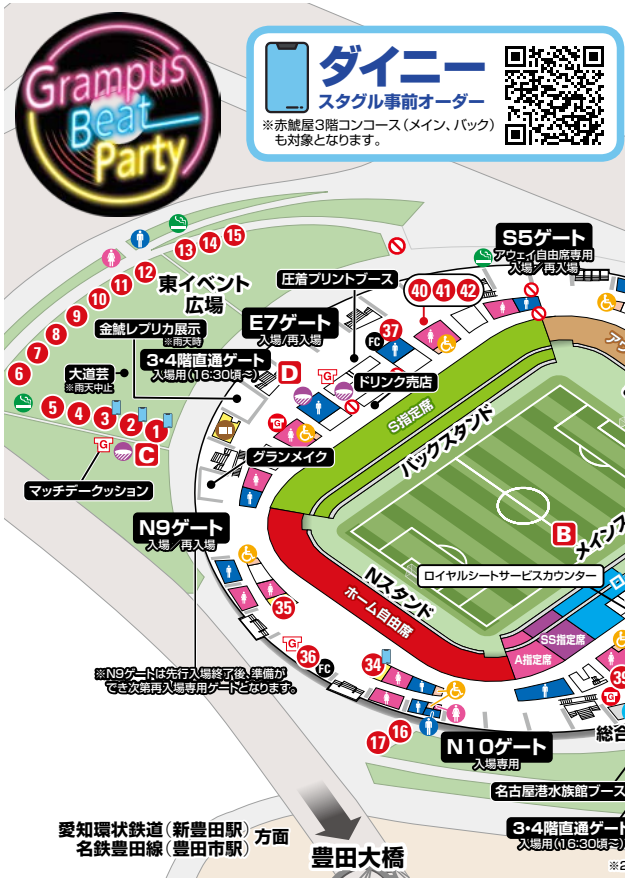 Grampus
Beat
Party
ダイニー
スタグル事前オーダー
※赤鯱屋3階コンコース(メイン、バック)
も対象となります。
S5ゲート
アウェイ自由席専用
入場/再入場
13 14 15
12
11
10
9
8
7
6
東イベント
広場
圧着プリントブース
40 41 42
金鯱レプリカ展示
※雨天時
E7ゲート
入場/再入場
FC
37
3・4階直通ゲート
入場用(16:30頃~)
D
G
ドリンク売店
大道芸
※雨天中止
5 4 3 2 1
G
C
G
S指定席
バックスタンド
グランメイク
マッチデークッション
N9ゲート
入場/再入場
B
メインス
ロイヤルシートサービスカウンター
Nスタンド
ホーム自由席
35
ロ
SS指定席
A指定席
G
36
FC
34
39
G
※N9ゲートは先行入場終了後、準備が
でき次第再入場専用ゲートとなります。
17 16
N10ゲート
入場専用
総合
名古屋港水族館ブース
3・4階直通ゲート
入場用(16:30頃~)
愛知環状鉄道(新豊田駅)
名鉄豊田線(豊田市駅)
方面
豊田大橋
※2